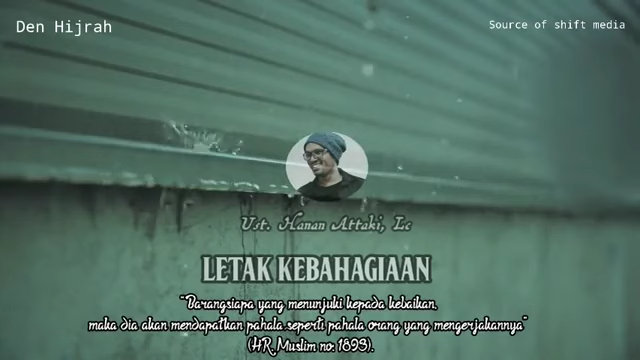 Den Hijrah
Source of shift media
Ust. Hanan Attaki, Lc
LETAK KEBAHAGIAAN
"Barangsiapa yang menunjuki kepada kebaikan,
maka dia akan mendapatkan pahala seperti pahala orang yang mengerjakannya"
(HR. Muslim no: 1893).